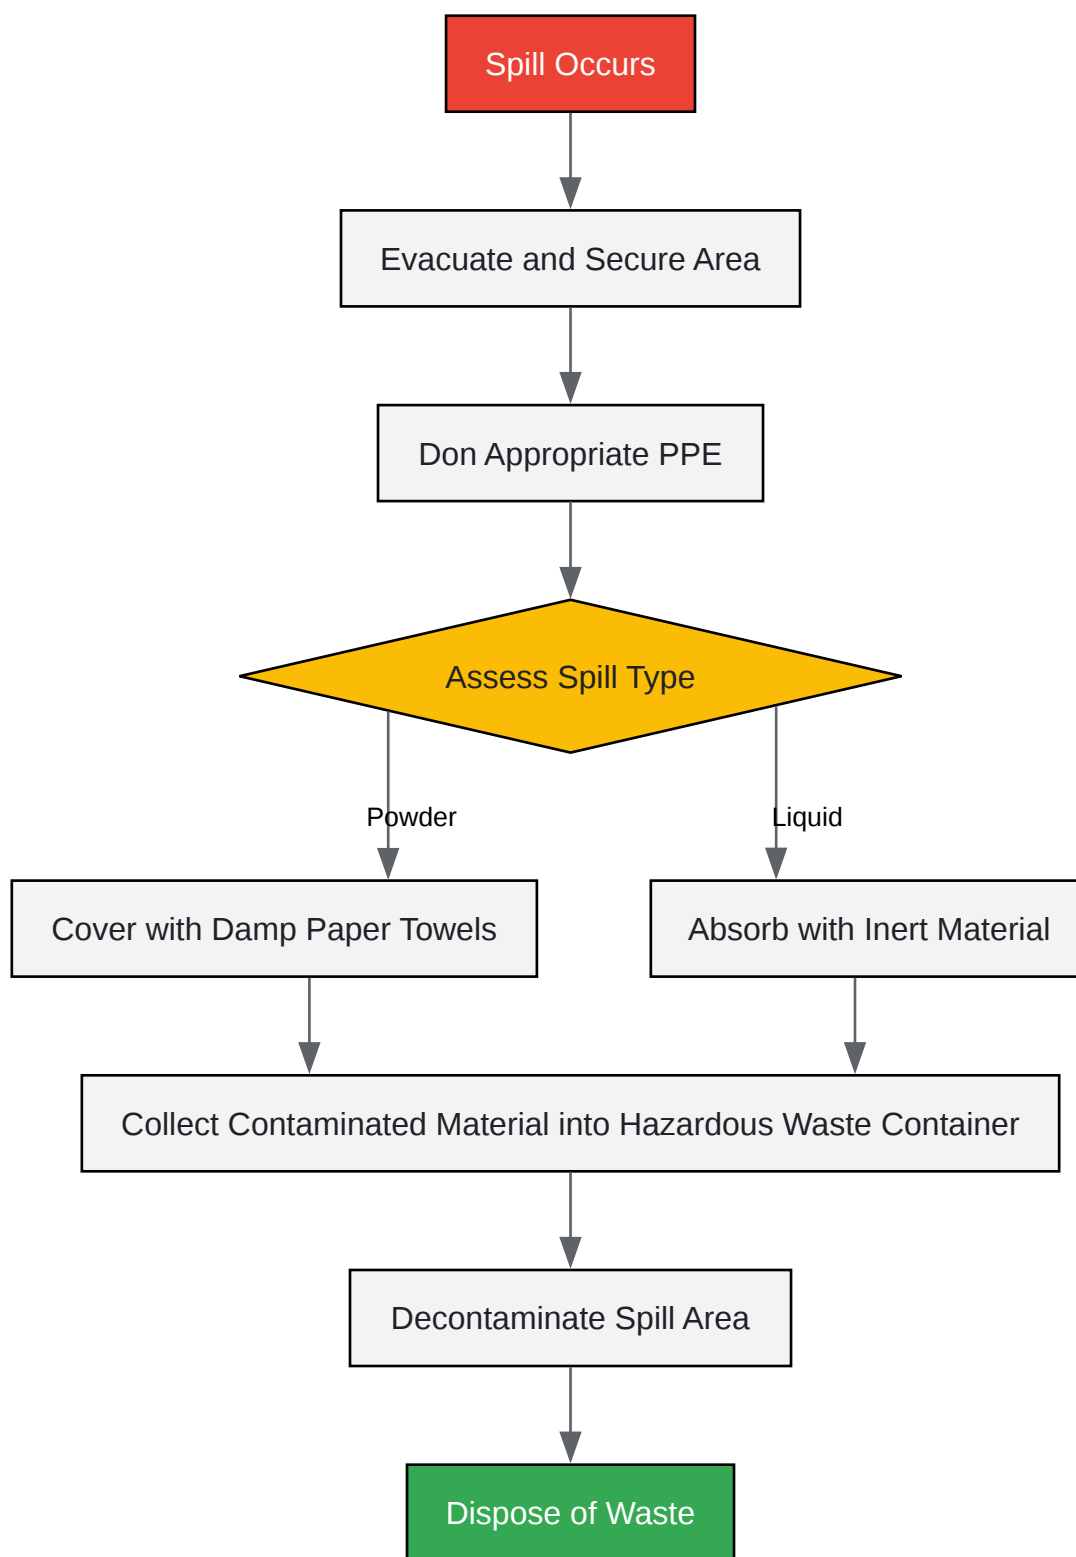 Spill Occurs
Evacuate and Secure Area
Don Appropriate PPE
Assess Spill Type
Powder
Liquid
Cover with Damp Paper Towels
Absorb with Inert Material
Collect Contaminated Material into Hazardous Waste Container
Decontaminate Spill Area
Dispose of Waste